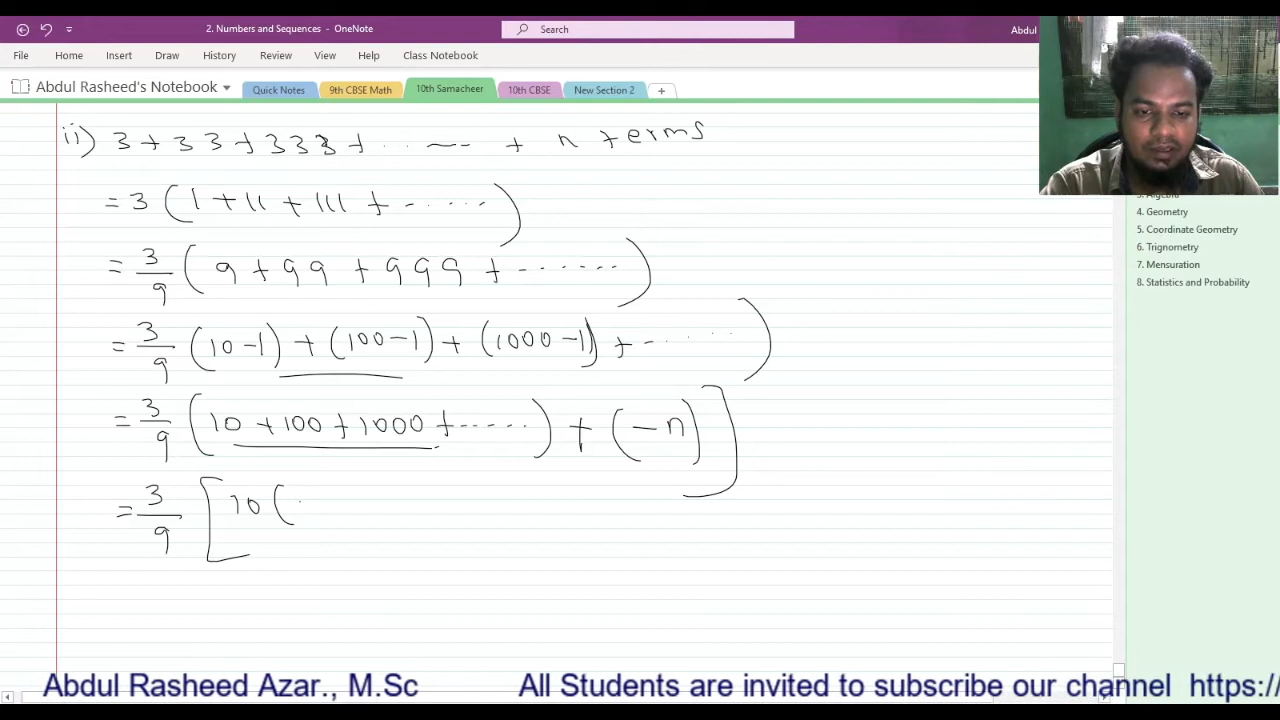 2. Numbers and Sequences - OneNote
Search
Abdul
File Home Insert Draw History Review View Help Class Notebook
Abdul Rasheed's Notebook
Quick Notes 9th CBSE Math 10th Samacheer 10th CBSE New Section 2 +
ii) 3 + 33 + 333 + ........ + n terms
= 3 (1 + 11 + 111 + ......)
= 3/9 (9 + 99 + 999 + .......)
= 3/9 (10 - 1) + (100 - 1) + (1000 - 1)) + ......)
= 3/9 (10 + 100 + 1000 + ......) + (-n)]
= 3/9 [10 (
3. Algebra
4. Geometry
5. Coordinate Geometry
6. Trignometry
7. Mensuration
8. Statistics and Probability
Abdul Rasheed Azar., M.Sc All Students are invited to subscribe our channel https:/